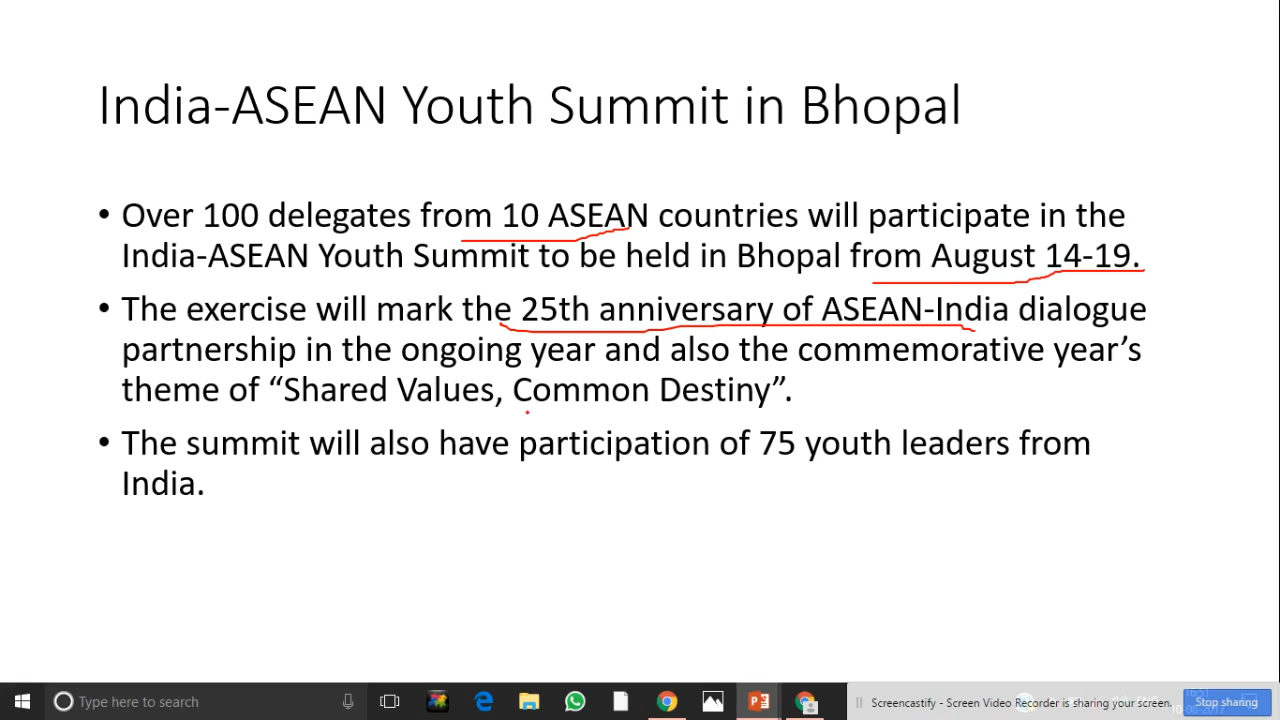 India-ASEAN Youth Summit in Bhopal
• Over 100 delegates from 10 ASEAN countries will participate in the
India-ASEAN Youth Summit to be held in Bhopal from August 14-19.
• The exercise will mark the 25th anniversary of ASEAN-India dialogue
partnership in the ongoing year and also the commemorative year’s
theme of “Shared Values, Common Destiny”.
• The summit will also have participation of 75 youth leaders from
India.
Type here to search
Screencastify - Screen Video Recorder is sharing your screen.
Stop sharing